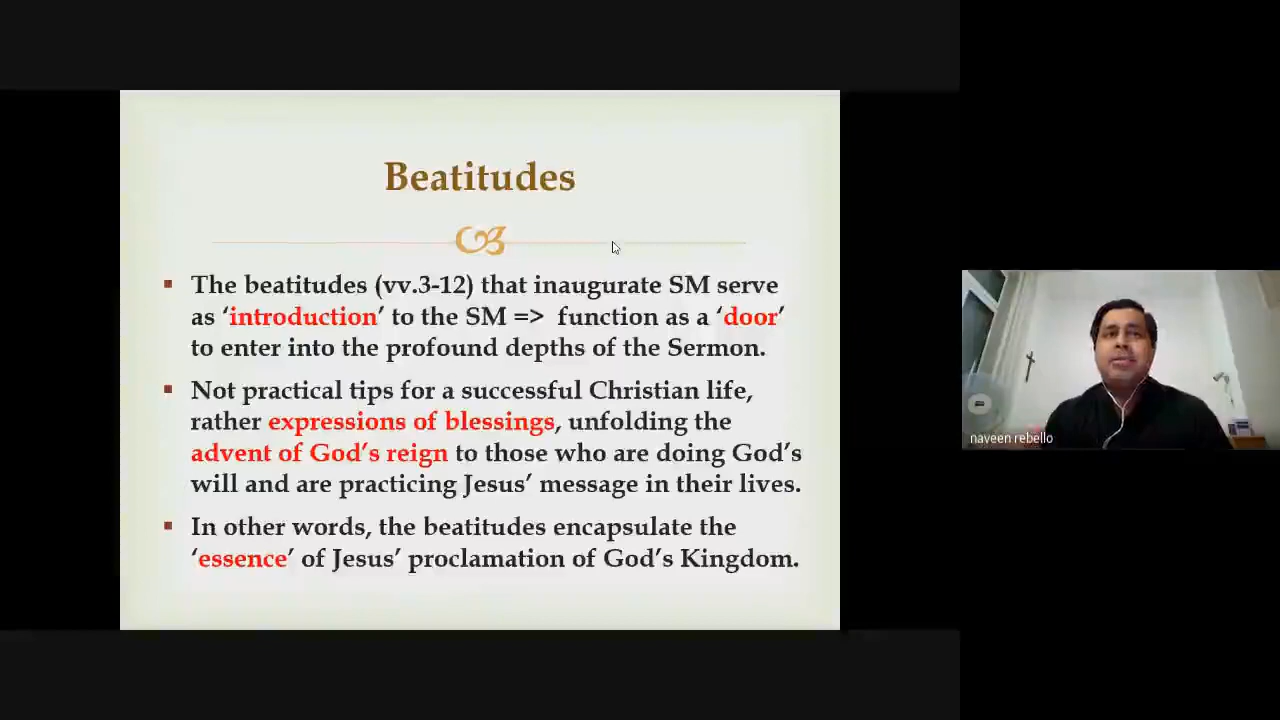 Beatitudes
The beatitudes (vv.3-12) that inaugurate SM serve
as ‘introduction’ to the SM => function as a ‘door’
to enter into the profound depths of the Sermon.
Not practical tips for a successful Christian life,
rather expressions of blessings, unfolding the
advent of God’s reign to those who are doing God’s
will and are practicing Jesus’ message in their lives.
In other words, the beatitudes encapsulate the
‘essence’ of Jesus’ proclamation of God’s Kingdom.
naveen rebello